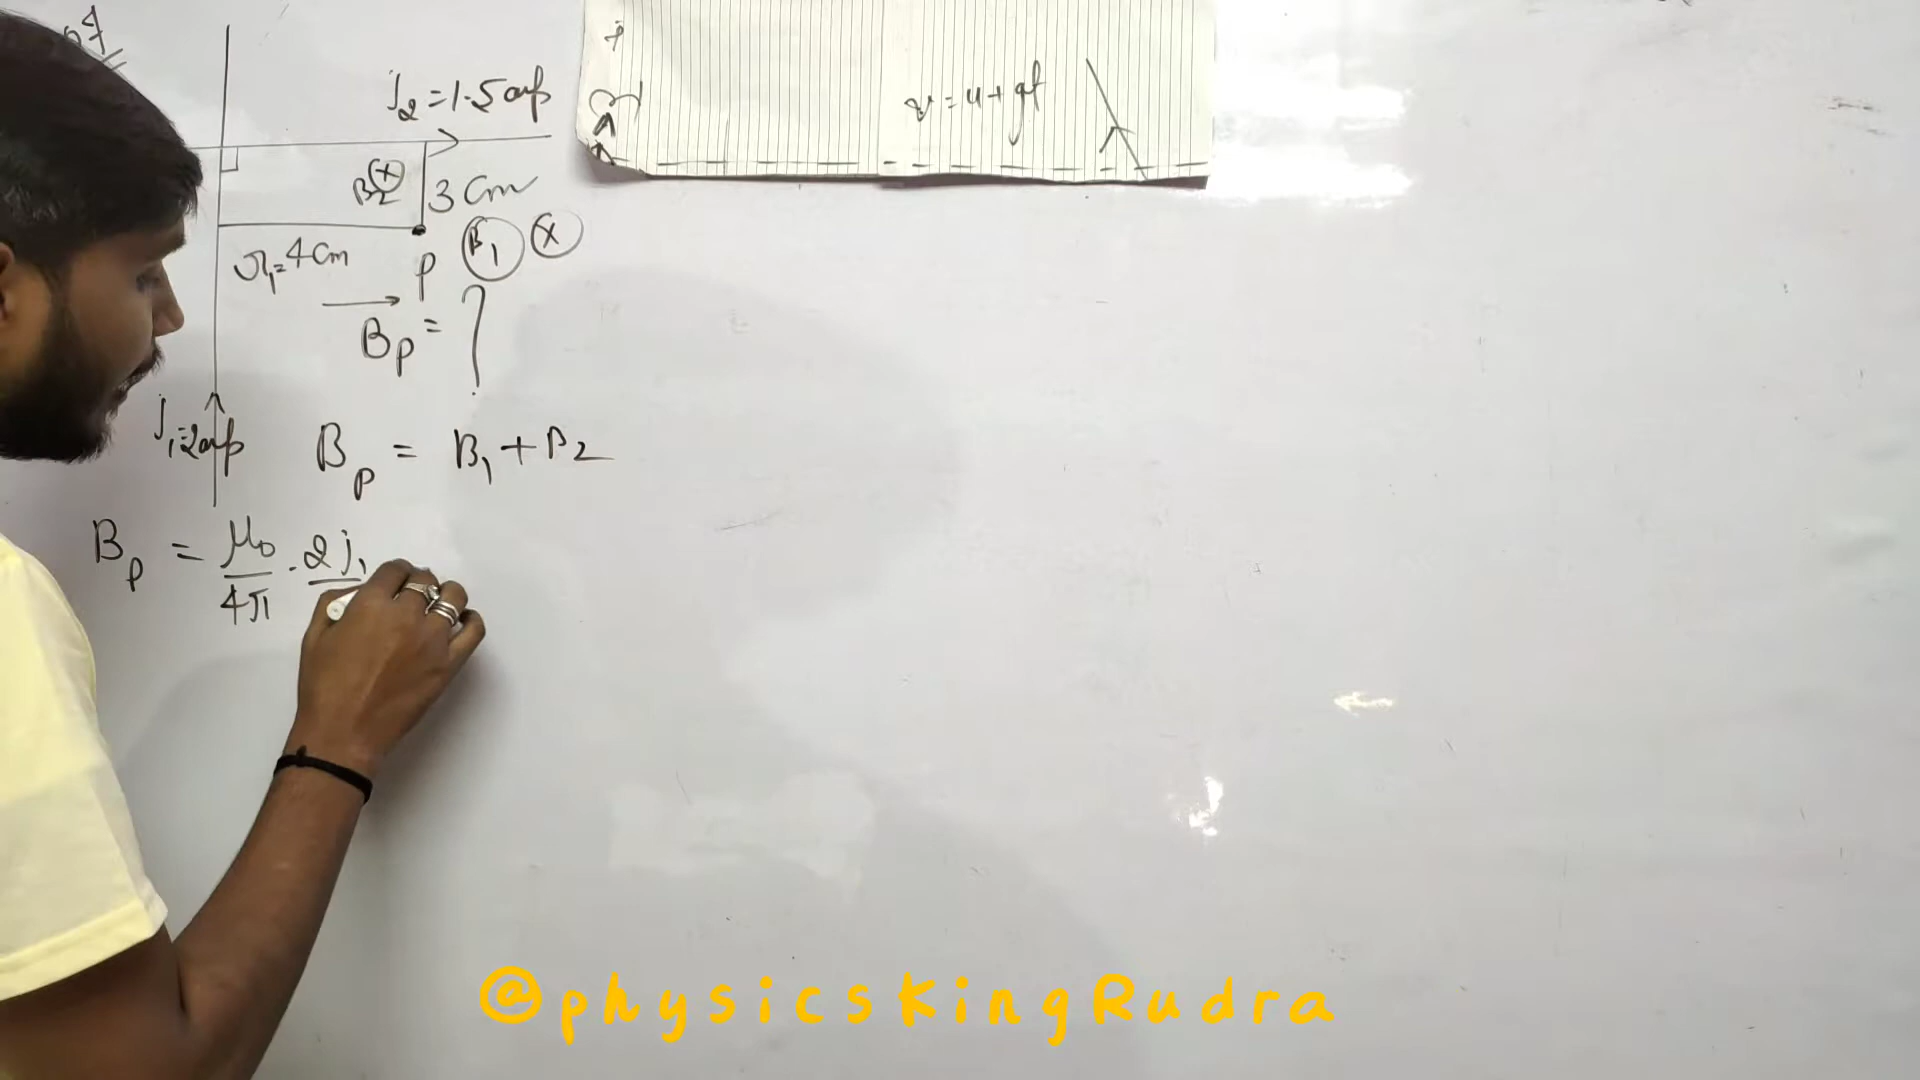 i₂ = 1.5 amp
v = u + gt
B₂ ⊗ 3 cm
r₁ = 4 cm
P B₁ ⊗
B_P = ?
i₁ = 2 amp
B_P = B₁ + B₂
B_P = μ₀/4π · 2i₁
@physicsKingRudra